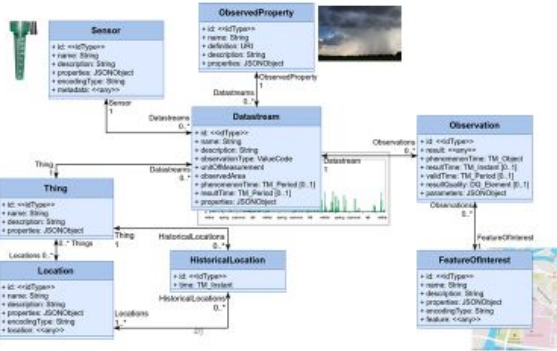 Sensor
+ id: <<idType>>
+ name: String
+ description: String
+ properties: JSONObject
+ encodingType: String
+ metadata: <<any>>
ObservedProperty
+ id: <<idType>>
+ name: String
+ definition: URI
+ description: String
+ properties: JSONObject
Sensor
1
Datastreams
0..*
ObservedProperty
1
Datastreams
0..*
Datastream
+ id: <<idType>>
+ name: String
+ description: String
+ observationType: ValueCode
+ unitOfMeasurement
+ observedArea
+ phenomenonTime: TM_Period [0..1]
+ resultTime: TM_Period [0..1]
+ properties: JSONObject
Observations
0..*
Datastream
1
Observation
+ id: <<idType>>
+ result: <<any>>
+ phenomenonTime: TM_Object
+ resultTime: TM_Instant [0..1]
+ validTime: TM_Period [0..1]
+ resultQuality: DQ_Element [0..1]
+ parameters: JSONObject
Thing
1
Datastreams
0..*
Thing
+ id: <<idType>>
+ name: String
+ description: String
+ properties: JSONObject
0..* Things
Locations 0..*
Thing
1
HistoricalLocations
0..*
Observations
0..*
FeatureOfInterest
1
Location
+ id: <<idType>>
+ name: String
+ description: String
+ properties: JSONObject
+ encodingType: String
+ location: <<any>>
HistoricalLocation
+ id: <<idType>>
+ time: TM_Instant
HistoricalLocations
0..*
Locations
1..*
FeatureOfInterest
+ id: <<idType>>
+ name: String
+ description: String
+ properties: JSONObject
+ encodingType: String
+ feature: <<any>>